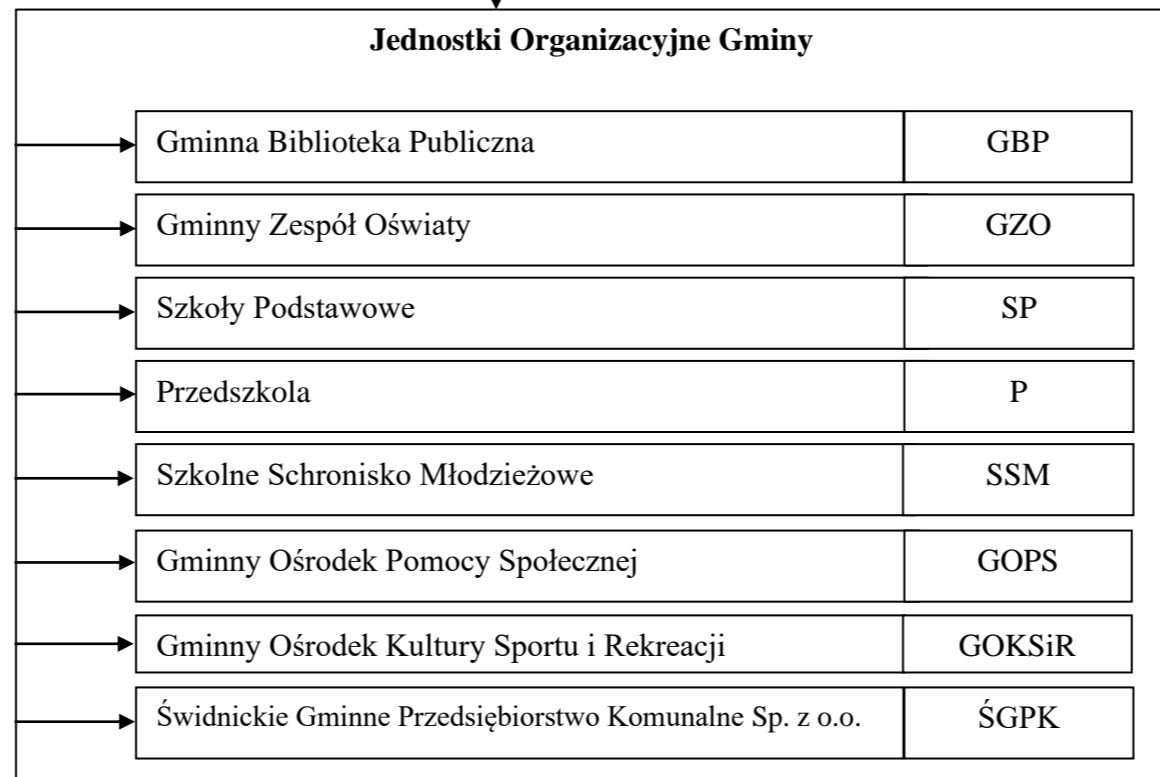 Jednostki Organizacyjne Gminy
Gminna Biblioteka Publiczna GBP
Gminny Zespół Oświaty GZO
Szkoły Podstawowe SP
Przedszkola P
Szkolne Schronisko Młodzieżowe SSM
Gminny Ośrodek Pomocy Społecznej GOPS
Gminny Ośrodek Kultury Sportu i Rekreacji GOKSiR
Świdnickie Gminne Przedsiębiorstwo Komunalne Sp. z o.o. ŚGPK